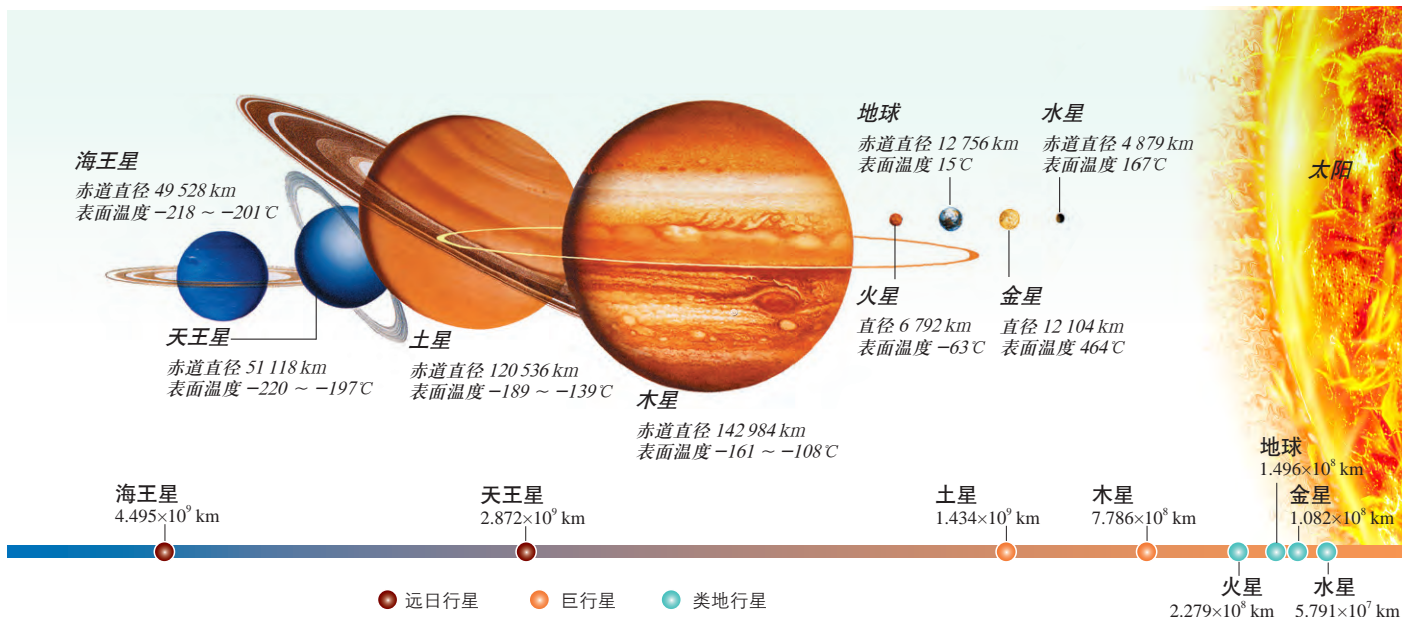 海王星
赤道直径 49 528 km
表面温度 −218 ~ −201℃
天王星
赤道直径 51 118 km
表面温度 −220 ~ −197℃
土星
赤道直径 120 536 km
表面温度 −189 ~ −139℃
木星
赤道直径 142 984 km
表面温度 −161 ~ −108℃
地球
赤道直径 12 756 km
表面温度 15℃
水星
赤道直径 4 879 km
表面温度 167℃
火星
直径 6 792 km
表面温度 −63℃
金星
直径 12 104 km
表面温度 464℃
太阳
海王星
4.495×10⁹ km
天王星
2.872×10⁹ km
土星
1.434×10⁹ km
木星
7.786×10⁸ km
地球
1.496×10⁸ km
金星
1.082×10⁸ km
火星
2.279×10⁸ km
水星
5.791×10⁷ km
远日行星
巨行星
类地行星